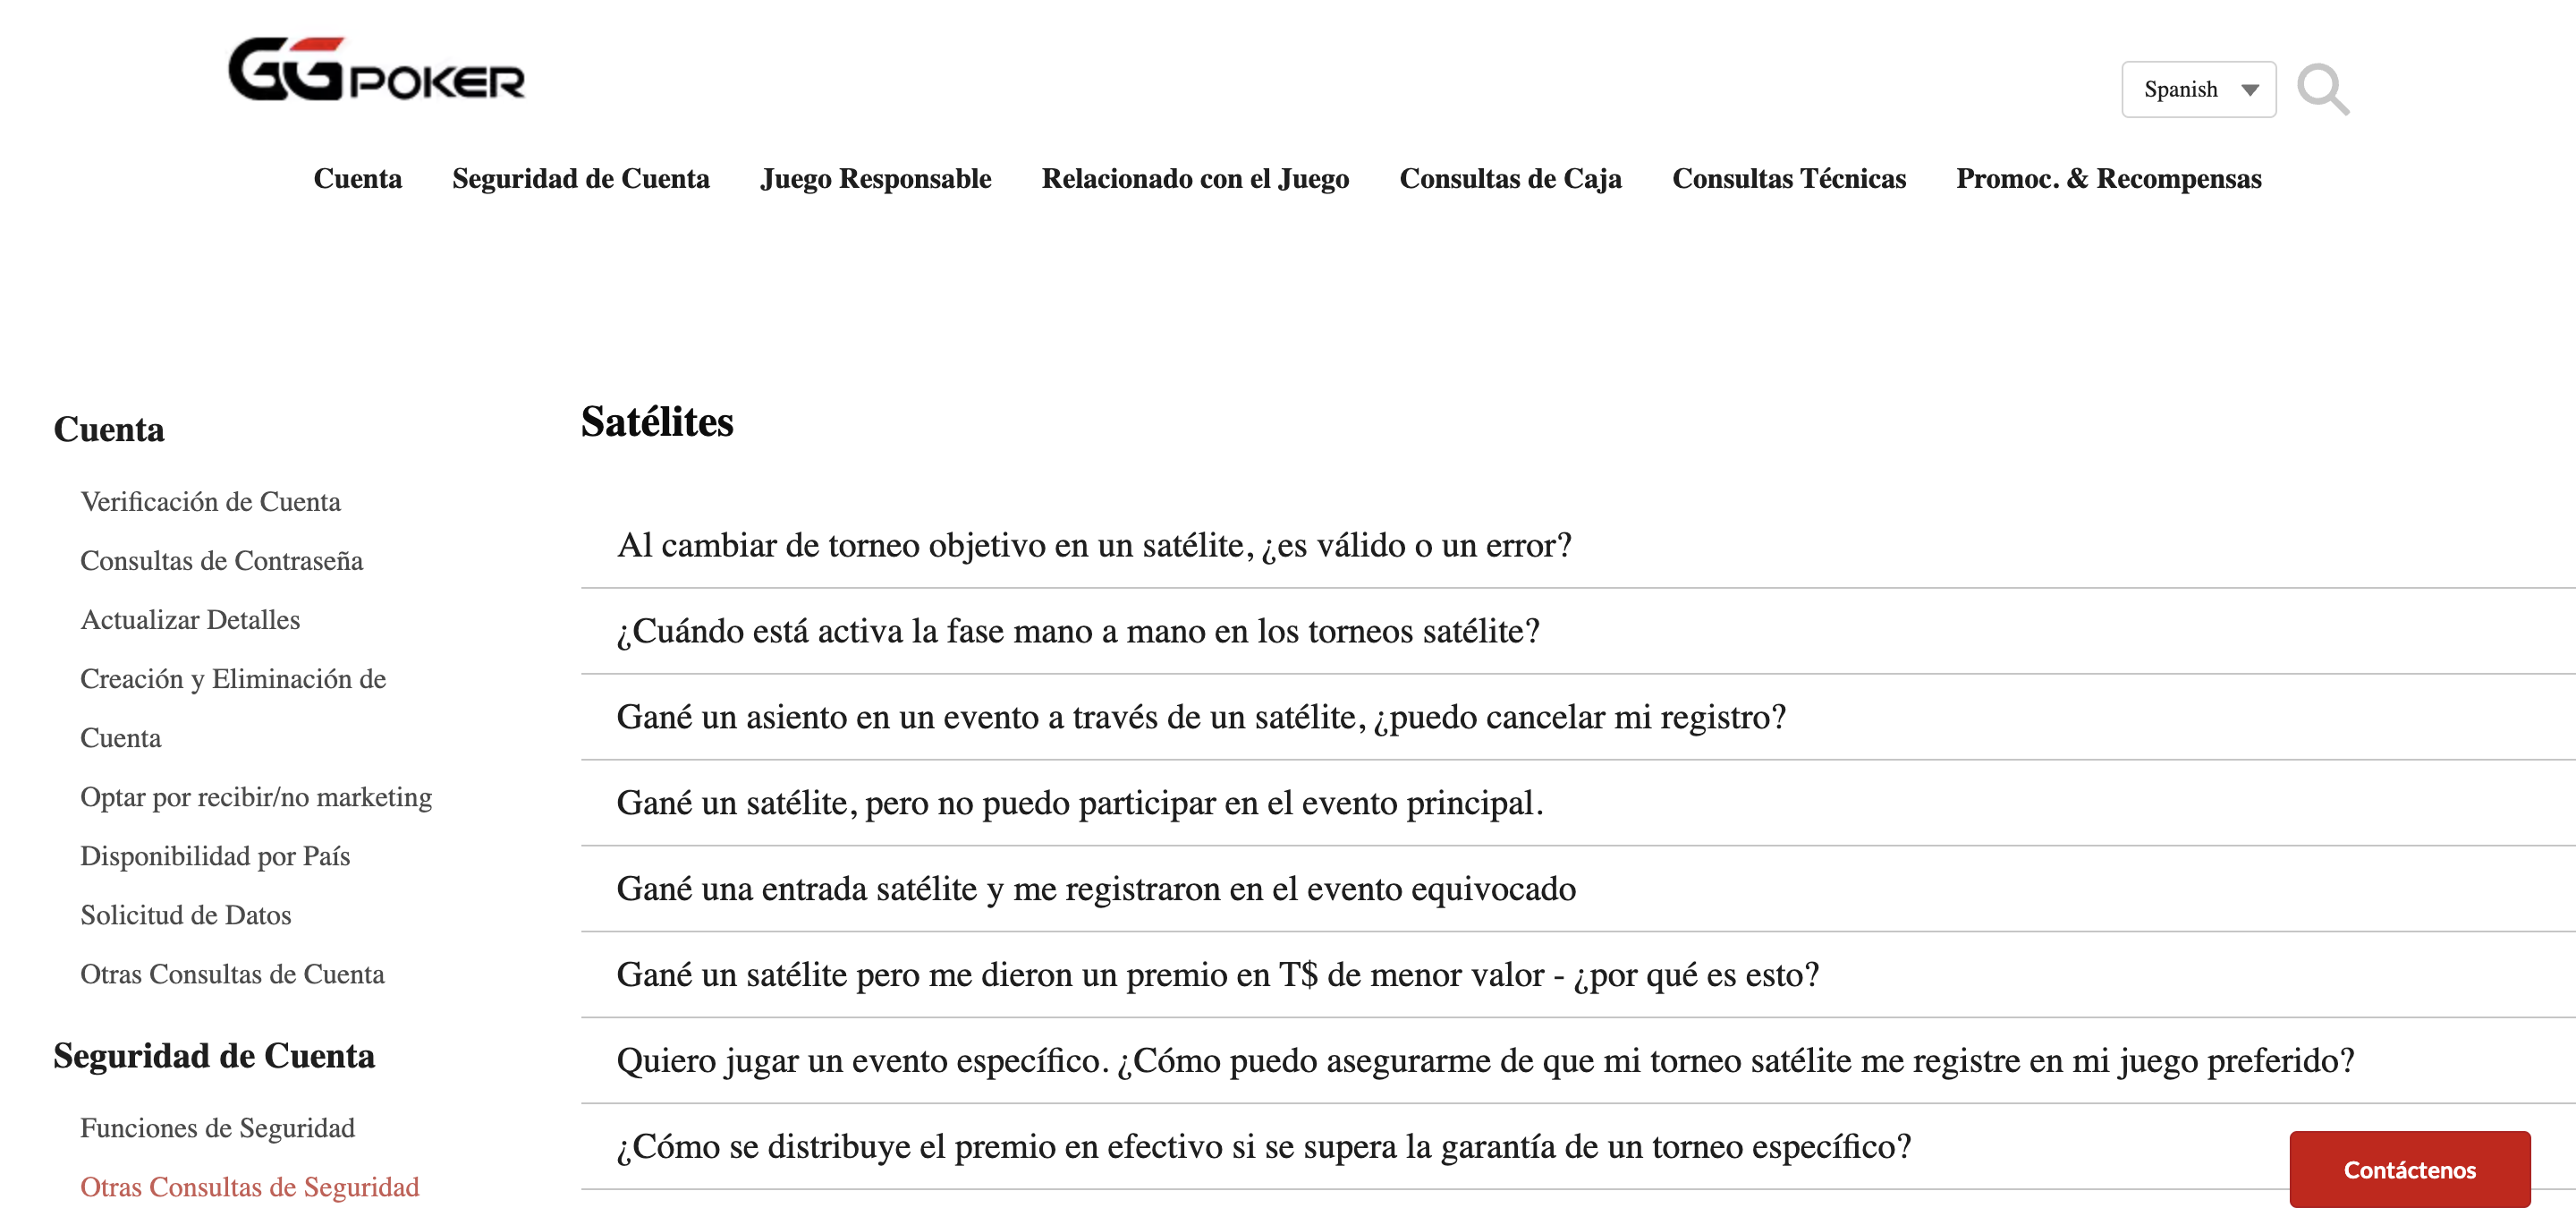 GGPOKER
Spanish
Cuenta Seguridad de Cuenta Juego Responsable Relacionado con el Juego Consultas de Caja Consultas Técnicas Promoc. & Recompensas
Cuenta
Verificación de Cuenta
Consultas de Contraseña
Actualizar Detalles
Creación y Eliminación de
Cuenta
Optar por recibir/no marketing
Disponibilidad por País
Solicitud de Datos
Otras Consultas de Cuenta
Seguridad de Cuenta
Funciones de Seguridad
Otras Consultas de Seguridad
Satélites
Al cambiar de torneo objetivo en un satélite, ¿es válido o un error?
¿Cuándo está activa la fase mano a mano en los torneos satélite?
Gané un asiento en un evento a través de un satélite, ¿puedo cancelar mi registro?
Gané un satélite, pero no puedo participar en el evento principal.
Gané una entrada satélite y me registraron en el evento equivocado
Gané un satélite pero me dieron un premio en T$ de menor valor - ¿por qué es esto?
Quiero jugar un evento específico. ¿Cómo puedo asegurarme de que mi torneo satélite me registre en mi juego preferido?
¿Cómo se distribuye el premio en efectivo si se supera la garantía de un torneo específico?
Contáctenos